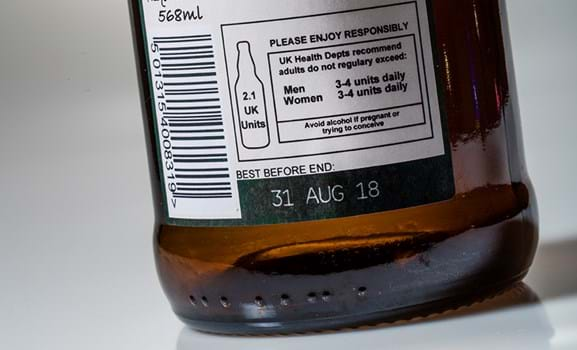 568ml
PLEASE ENJOY RESPONSIBLY
UK Health Depts recommend
adults do not regulary exceed:
Men 3-4 units daily
Women 3-4 units daily
2.1
UK
Units
Avoid alcohol if pregnant or
trying to conceive
5 013154 008319 >
BEST BEFORE END:
31 AUG 18